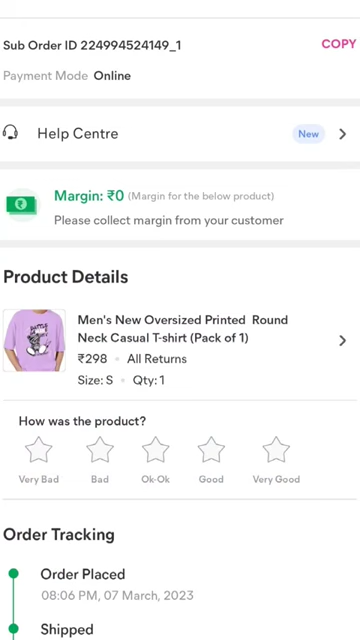 Sub Order ID 224994524149_1
COPY
Payment Mode Online
Help Centre
New
Margin: ₹0 (Margin for the below product)
Please collect margin from your customer
Product Details
Men's New Oversized Printed Round
Neck Casual T-shirt (Pack of 1)
₹298 • All Returns
Size: S • Qty: 1
How was the product?
Very Bad
Bad
Ok-Ok
Good
Very Good
Order Tracking
Order Placed
08:06 PM, 07 March, 2023
Shipped